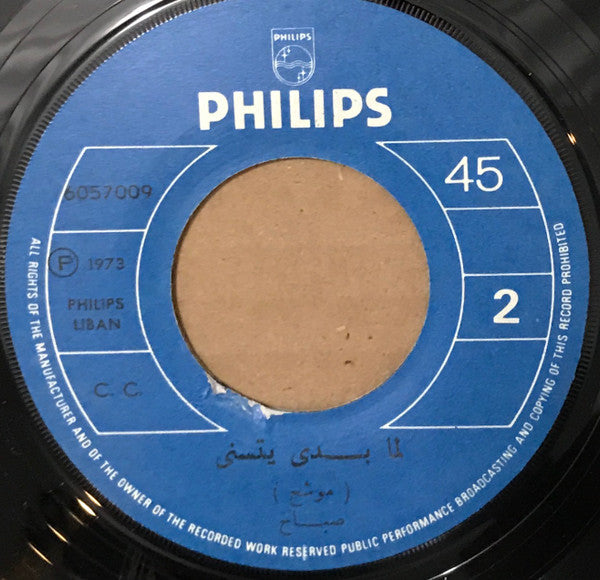 PHILIPS
PHILIPS
6057009
45
℗ 1973
PHILIPS
LIBAN
2
C. C.
لما بدى يتسنى
( موشح )
صباح
ALL RIGHTS OF THE MANUFACTURER AND OF THE OWNER OF THE RECORDED WORK RESERVED PUBLIC PERFORMANCE BROADCASTING AND COPYING OF THIS RECORD PROHIBITED